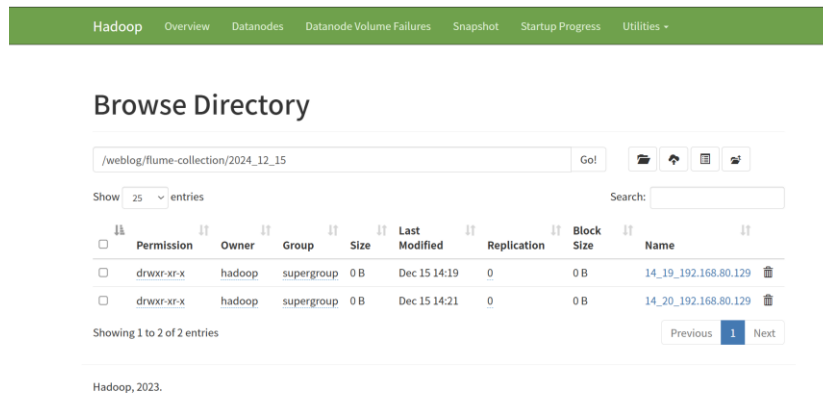 Hadoop Overview Datanodes Datanode Volume Failures Snapshot Startup Progress Utilities
Browse Directory
/weblog/flume-collection/2024_12_15 Go!
Show 25 entries Search:
Permission Owner Group Size Last Modified Replication Block Size Name
drwxr-xr-x hadoop supergroup 0 B Dec 15 14:19 0 0 B 14_19_192.168.80.129
drwxr-xr-x hadoop supergroup 0 B Dec 15 14:21 0 0 B 14_20_192.168.80.129
Showing 1 to 2 of 2 entries Previous 1 Next
Hadoop, 2023.